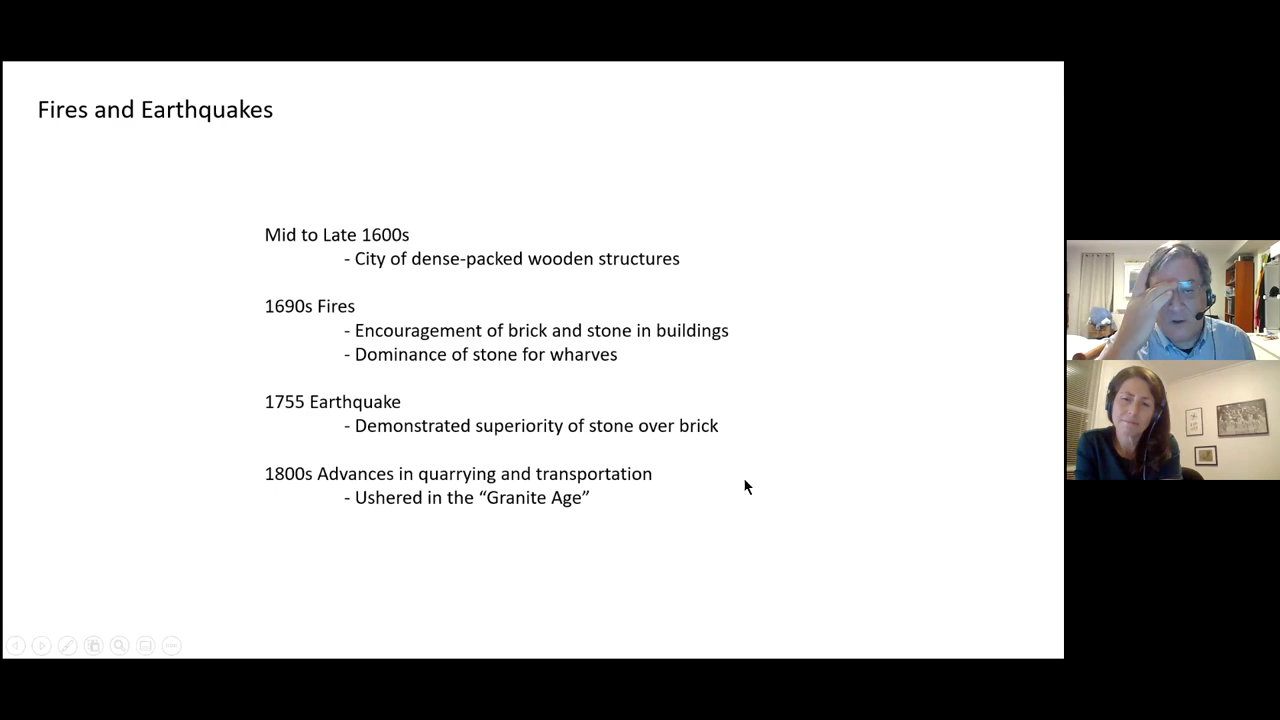 Fires and Earthquakes
Mid to Late 1600s
- City of dense-packed wooden structures
1690s Fires
- Encouragement of brick and stone in buildings
- Dominance of stone for wharves
1755 Earthquake
- Demonstrated superiority of stone over brick
1800s Advances in quarrying and transportation
- Ushered in the “Granite Age”